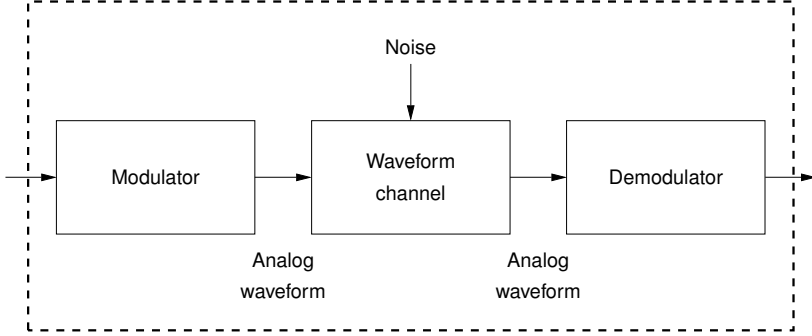 Noise
Modulator
Waveform
channel
Demodulator
Analog
waveform
Analog
waveform